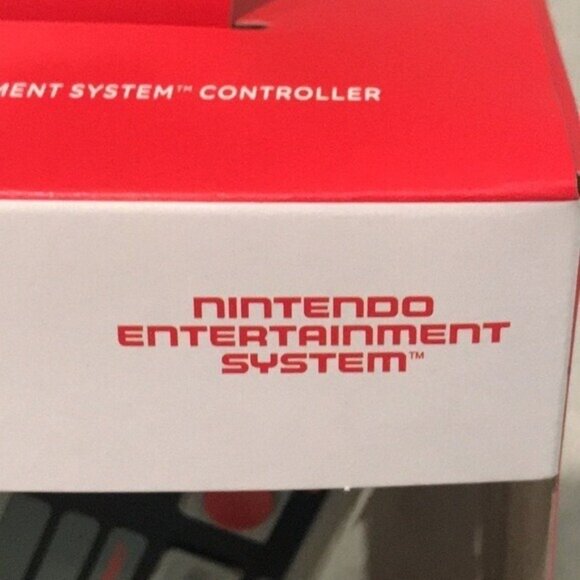 MENT SYSTEM™ CONTROLLER
NINTENDO
ENTERTAINMENT
SYSTEM™